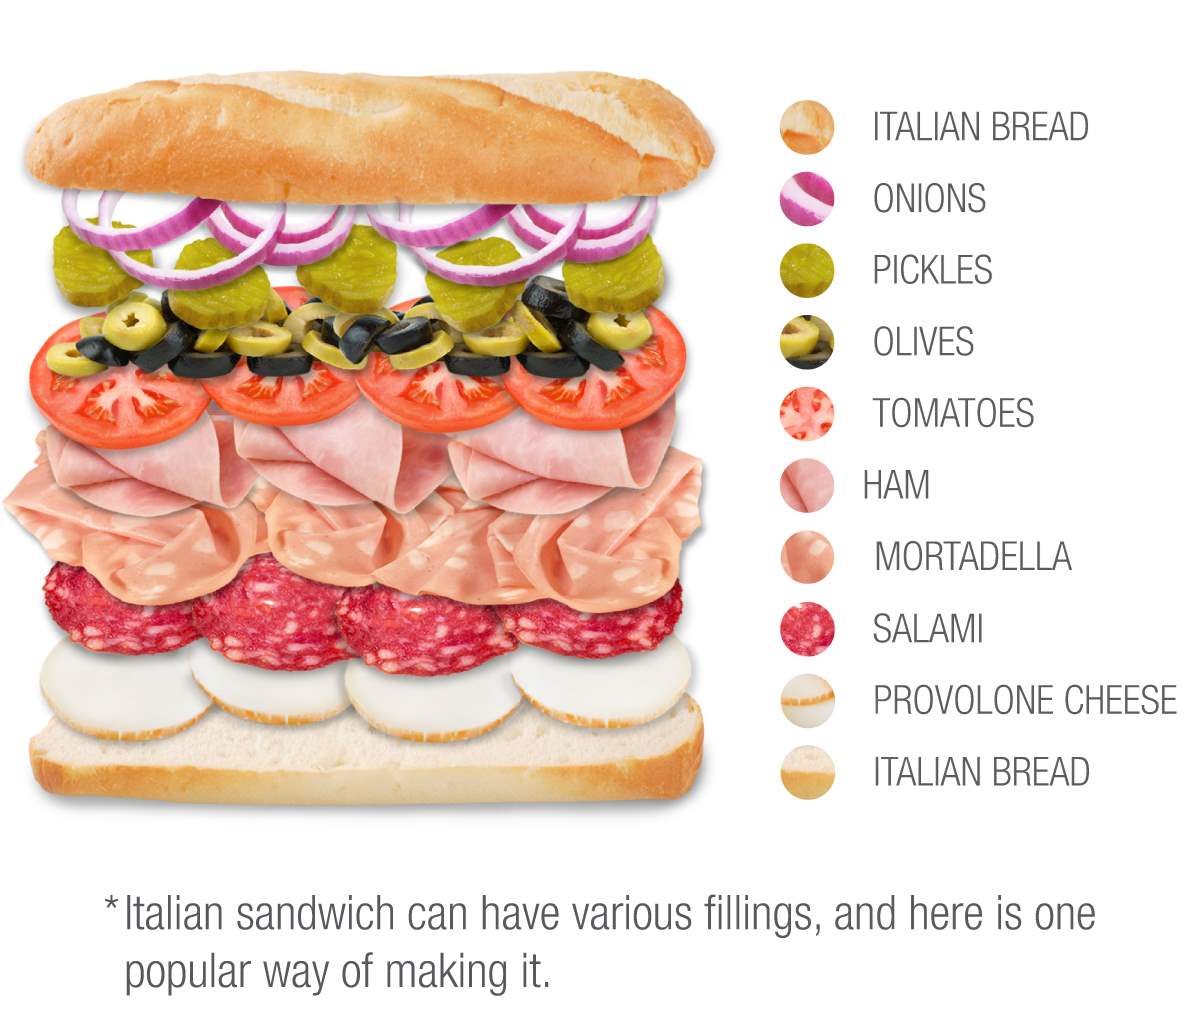 ITALIAN BREAD
ONIONS
PICKLES
OLIVES
TOMATOES
HAM
MORTADELLA
SALAMI
PROVOLONE CHEESE
ITALIAN BREAD
*Italian sandwich can have various fillings, and here is one
popular way of making it.